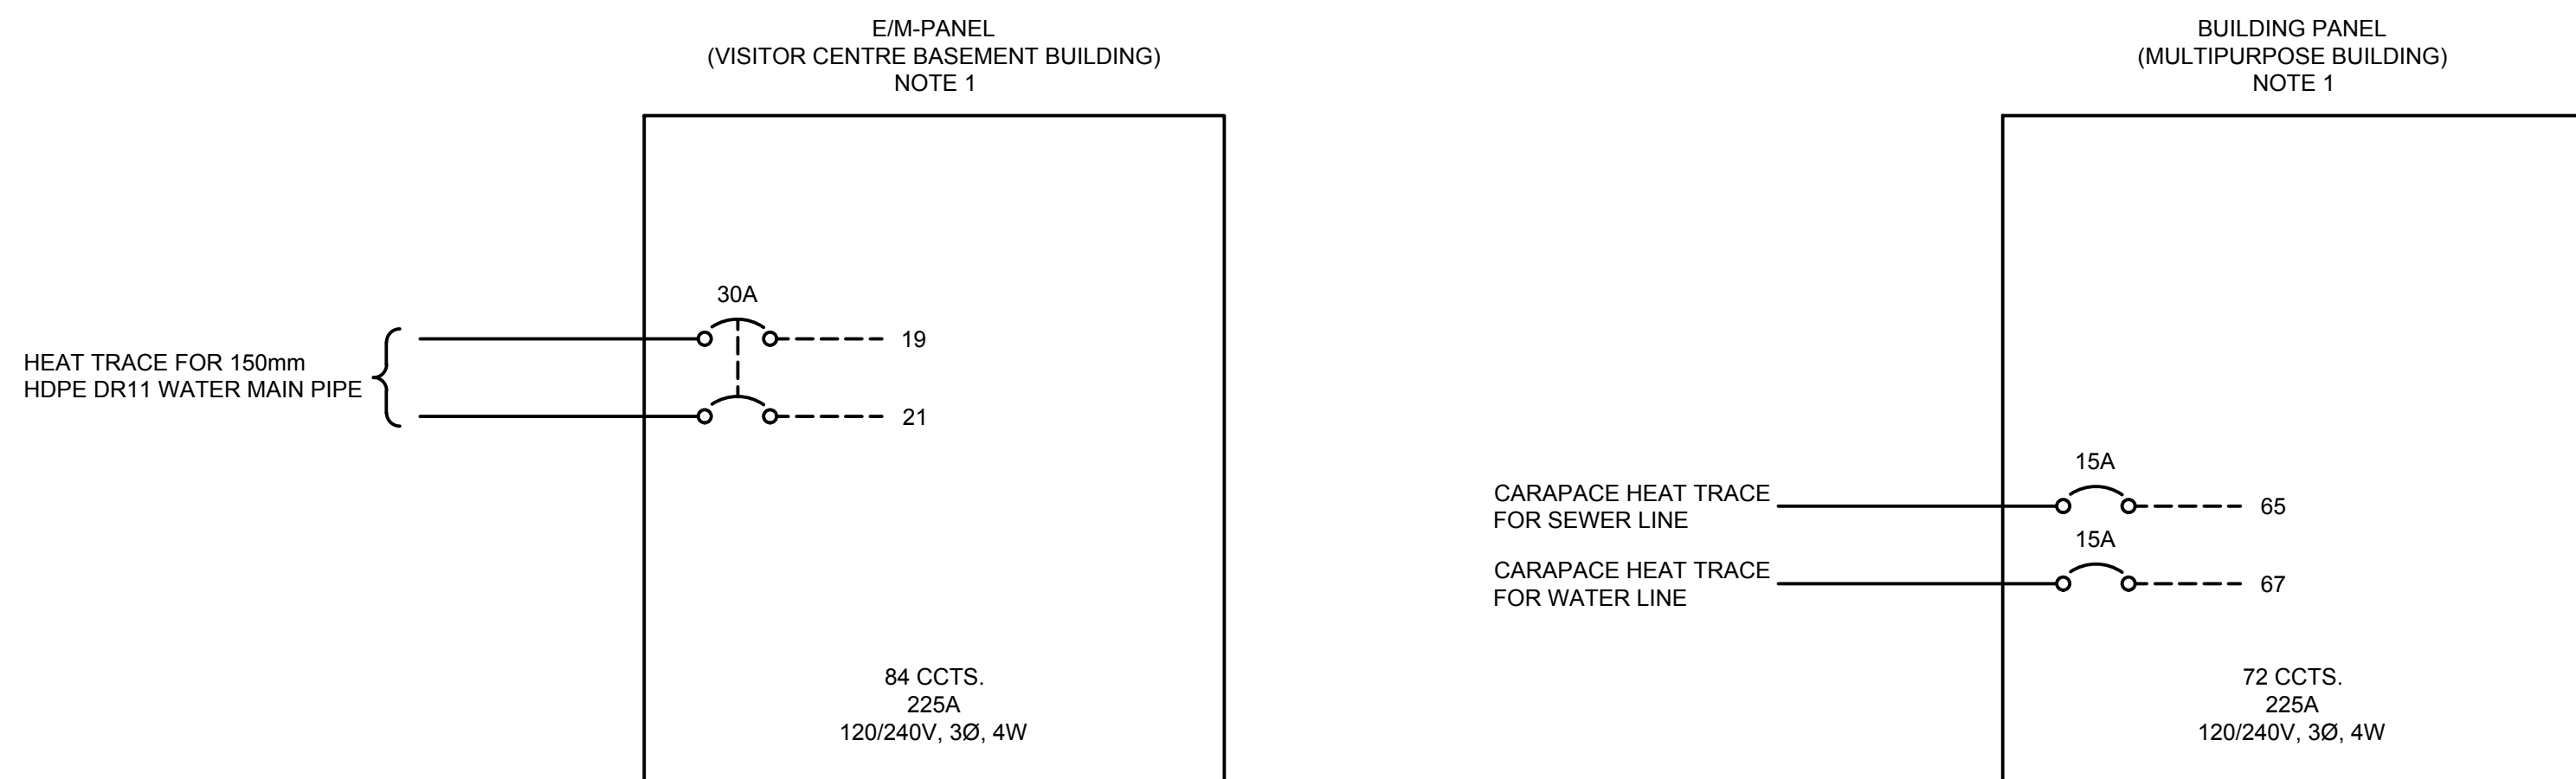 E/M-PANEL
(VISITOR CENTRE BASEMENT BUILDING)
NOTE 1
30A
19
HEAT TRACE FOR 150mm
HDPE DR11 WATER MAIN PIPE
21
84 CCTS.
225A
120/240V, 3Ø, 4W
BUILDING PANEL
(MULTIPURPOSE BUILDING)
NOTE 1
15A
CARAPACE HEAT TRACE
FOR SEWER LINE
65
15A
CARAPACE HEAT TRACE
FOR WATER LINE
67
72 CCTS.
225A
120/240V, 3Ø, 4W